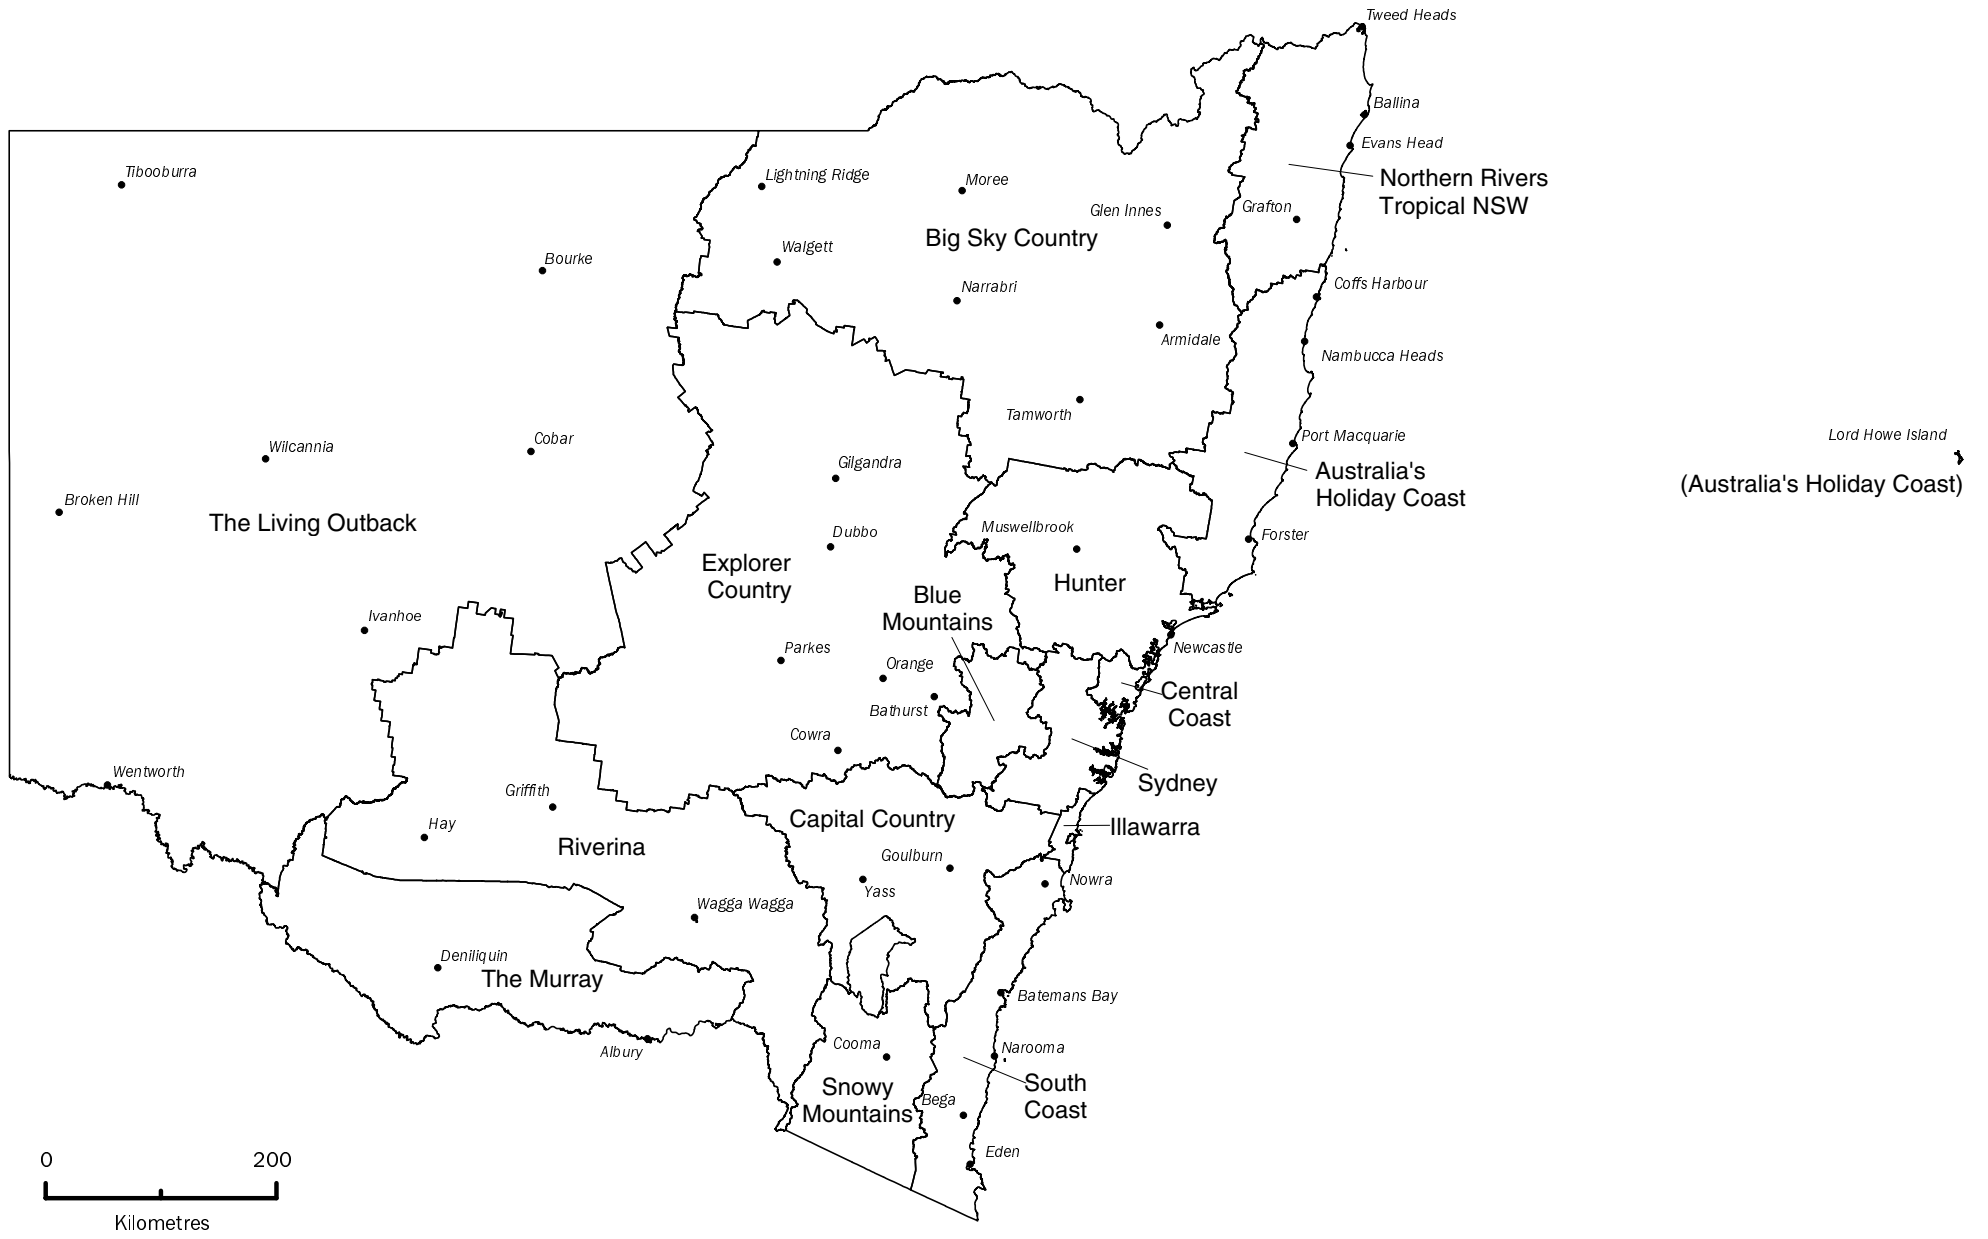 Tweed Heads
Ballina
Evans Head
Tibooburra
Lightning Ridge
Moree
Northern Rivers
Tropical NSW
Glen Innes
Grafton
Big Sky Country
Walgett
Bourke
Narrabri
Coffs Harbour
Armidale
Nambucca Heads
Tamworth
Port Macquarie
Lord Howe Island
(Australia's Holiday Coast)
Cobar
Wilcannia
Gilgandra
Australia's
Holiday Coast
Broken Hill
The Living Outback
Muswellbrook
Dubbo
Forster
Explorer
Country
Hunter
Blue
Mountains
Ivanhoe
Parkes
Newcastle
Orange
Central
Coast
Bathurst
Cowra
Wentworth
Sydney
Griffith
Capital Country
Illawarra
Hay
Riverina
Goulburn
Yass
Nowra
Wagga Wagga
Deniliquin
The Murray
Batemans Bay
Albury
Cooma
Narooma
Snowy
Mountains
South
Coast
Bega
Eden
0
200
Kilometres